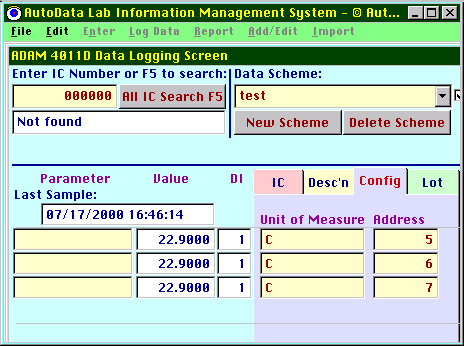 AutoData Lab Information Management System - © Aut...
File Edit Enter Log Data Report Add/Edit Import
ADAM 4011D Data Logging Screen
Enter IC Number or F5 to search: Data Scheme:
000000 All IC Search F5 test
Not found New Scheme Delete Scheme
Parameter Value DI IC Desc'n Config Lot
Last Sample:
07/17/2000 16:46:14
Unit of Measure Address
22.9000 1 C 5
22.9000 1 C 6
22.9000 1 C 7